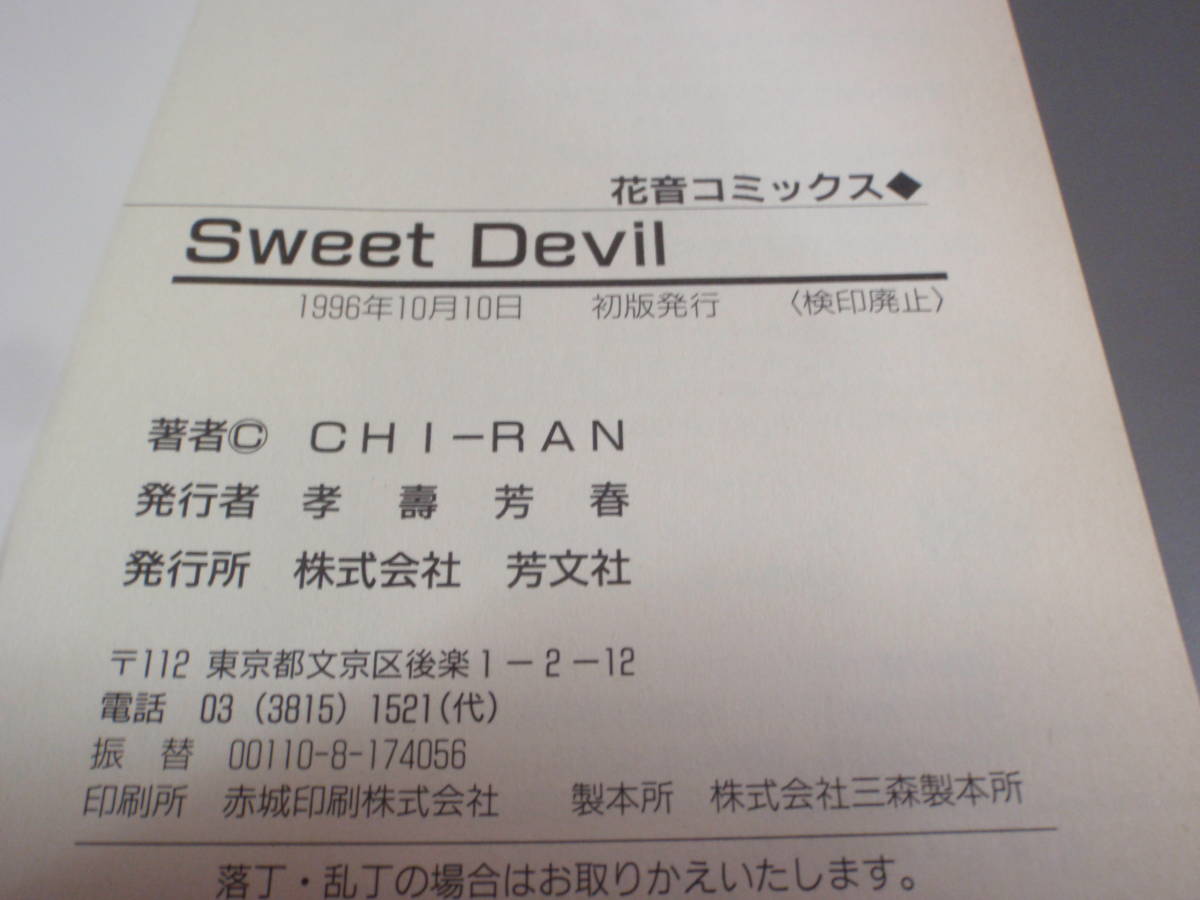 花音コミックス◆
Sweet Devil
1996年10月10日 初版発行 〈検印廃止〉
著者© CHI-RAN
発行者 孝壽芳春
発行所 株式会社 芳文社
〒112 東京都文京区後楽1-2-12
電話 03(3815)1521(代)
振替 00110-8-174056
印刷所 赤城印刷株式会社 製本所 株式会社三森製本所
落丁・乱丁の場合はお取りかえいたします。